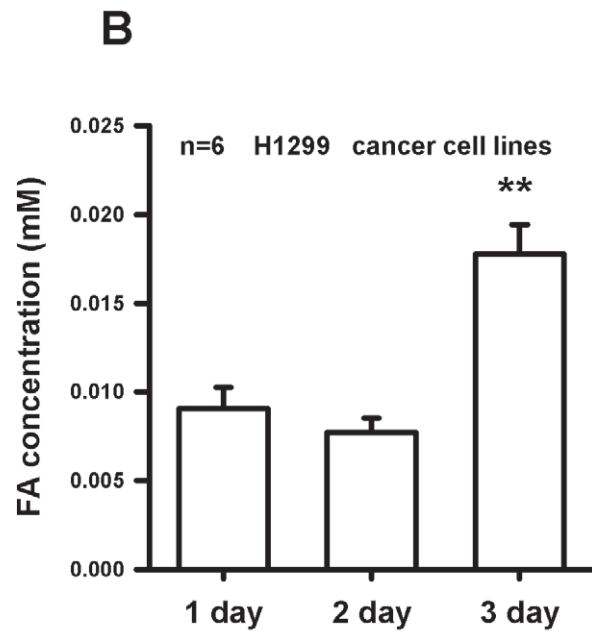 B
n=6 H1299 cancer cell lines
**
FA concentration (mM)
0.025
0.020
0.015
0.010
0.005
0.000
1 day 2 day 3 day